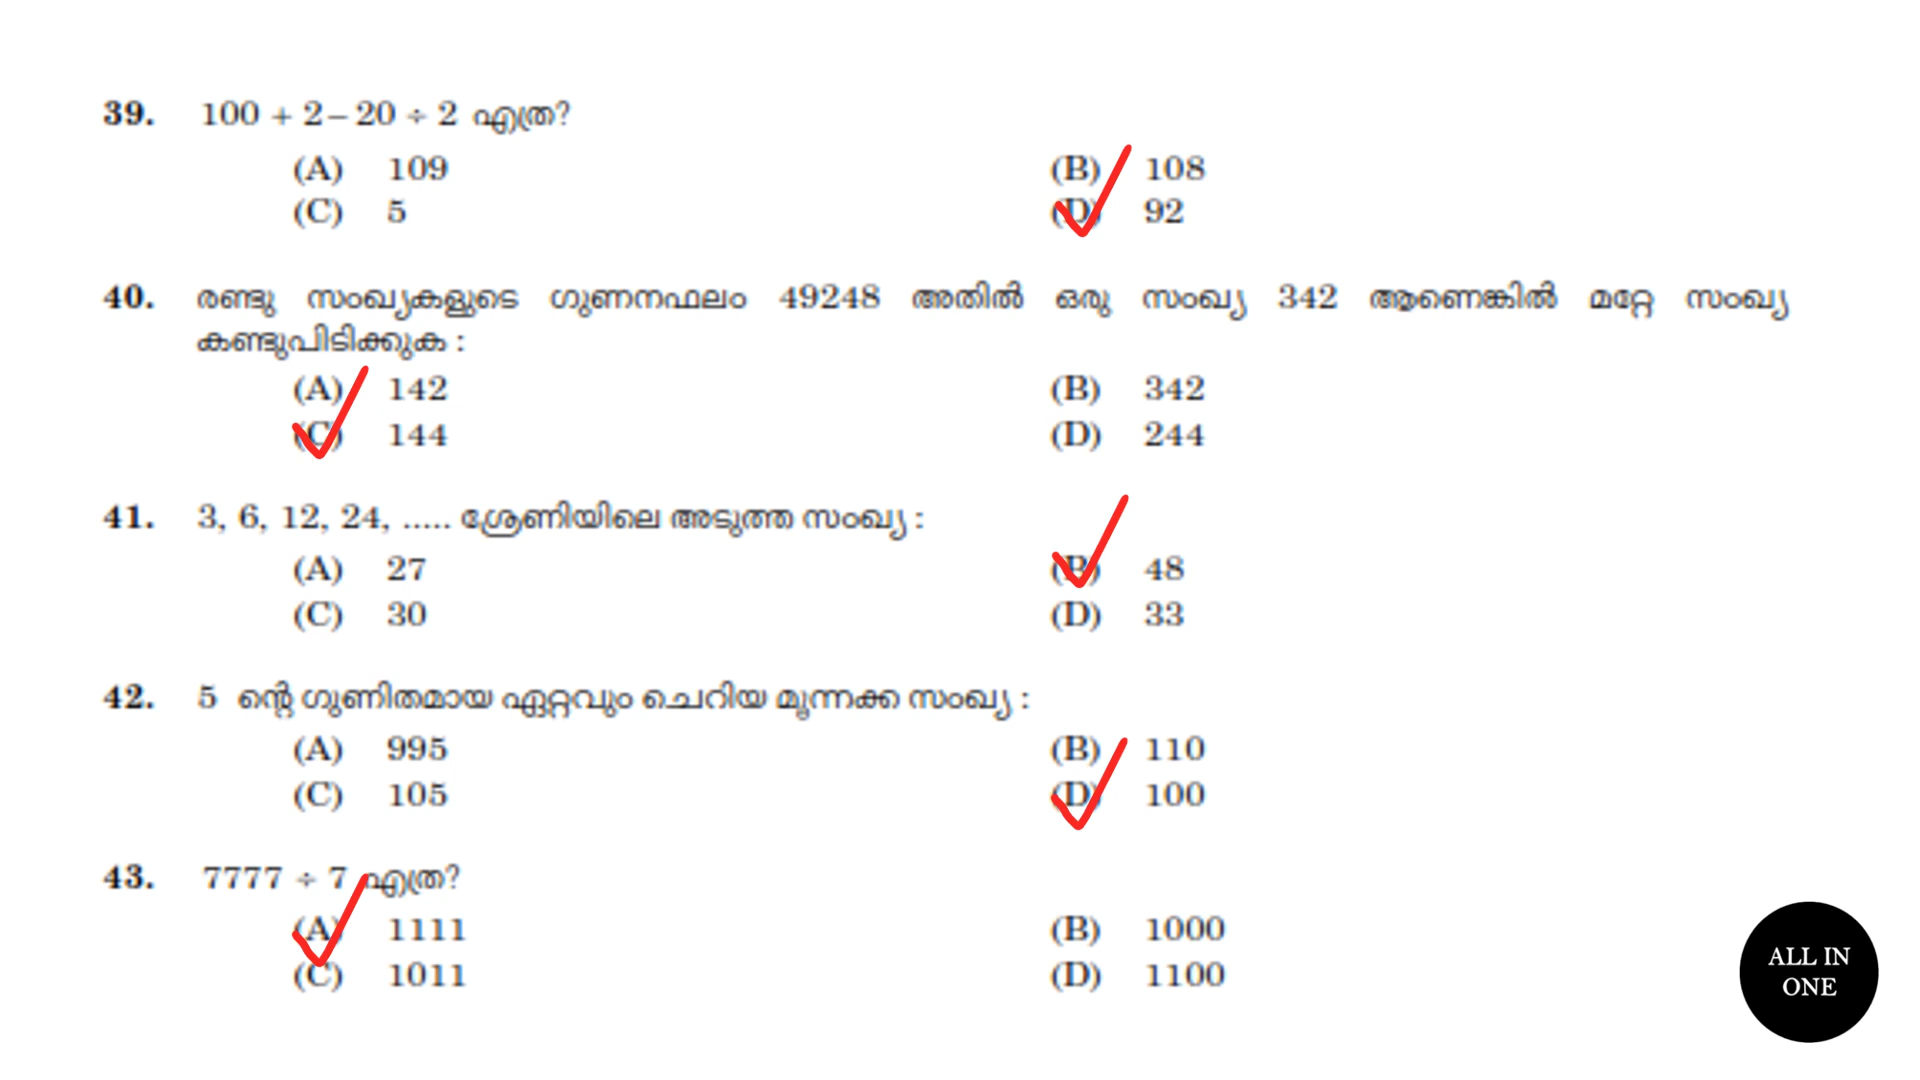 39. 100 + 2 – 20 ÷ 2 എത്ര?
(A) 109 (B) 108
(C) 5 (D) 92
40. രണ്ടു സംഖ്യകളുടെ ഗുണനഫലം 49248 അതിൽ ഒരു സംഖ്യ 342 ആണെങ്കിൽ മറ്റേ സംഖ്യ
കണ്ടുപിടിക്കുക :
(A) 142 (B) 342
(C) 144 (D) 244
41. 3, 6, 12, 24, ..... ശ്രേണിയിലെ അടുത്ത സംഖ്യ :
(A) 27 (B) 48
(C) 30 (D) 33
42. 5 ന്റെ ഗുണിതമായ ഏറ്റവും ചെറിയ മൂന്നക്ക സംഖ്യ :
(A) 995 (B) 110
(C) 105 (D) 100
43. 7777 ÷ 7 എത്ര?
(A) 1111 (B) 1000
(C) 1011 (D) 1100
ALL IN
ONE